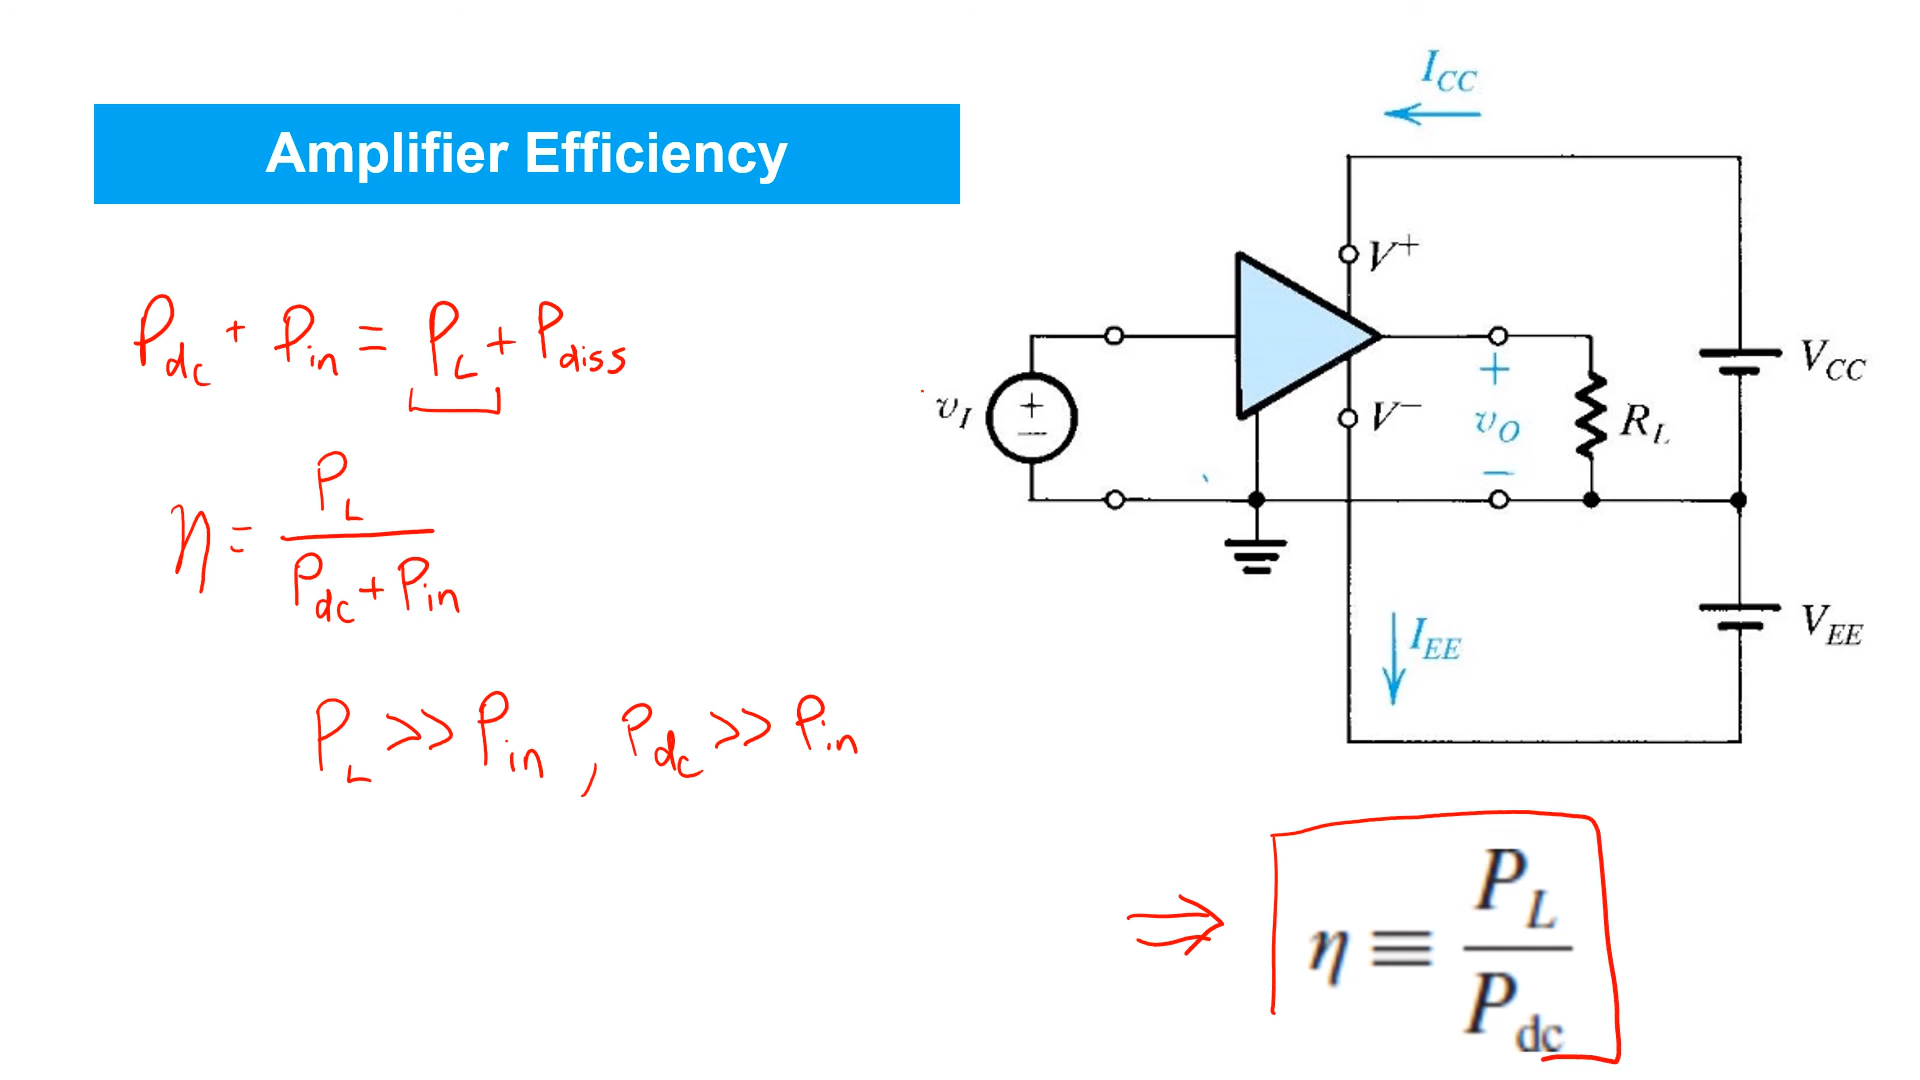 Amplifier Efficiency
P_dc + P_in = P_L + P_diss
η = P_L / (P_dc + P_in)
P_L >> P_in , P_dc >> P_in
I_CC
V⁺
V_CC
+
v_I
+
−
V⁻
v_O
R_L
−
I_EE
V_EE
⇒ η ≡ P_L / P_dc